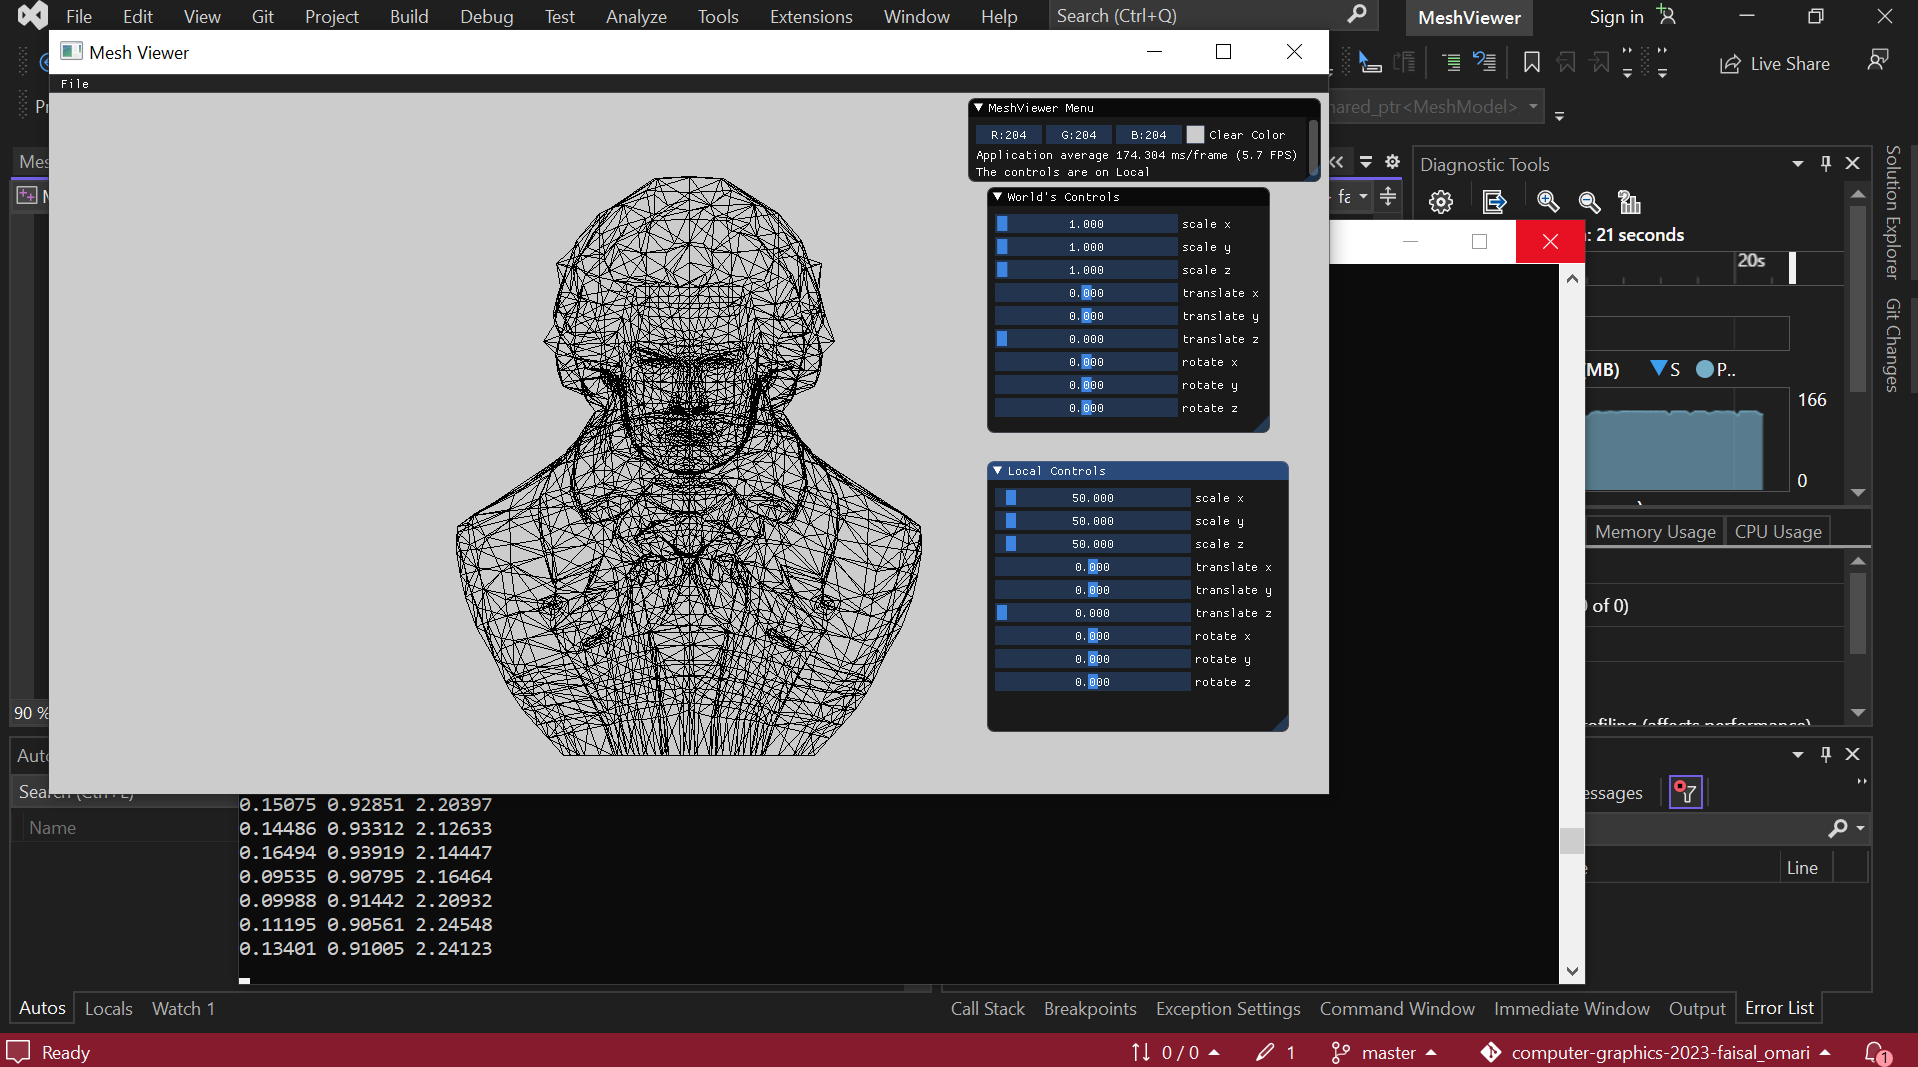 File Edit View Git Project Build Debug Test Analyze Tools Extensions Window Help Search (Ctrl+Q) MeshViewer Sign in
Mesh Viewer
Live Share
File
ared_ptr<MeshModel>
MeshViewer Menu
R:204 G:204 B:204 Clear Color
Application average 174.304 ms/frame (5.7 FPS)
The controls are on Local
World's Controls
1.000 scale x
1.000 scale y
1.000 scale z
0.000 translate x
0.000 translate y
0.000 translate z
0.000 rotate x
0.000 rotate y
0.000 rotate z
Local Controls
50.000 scale x
50.000 scale y
50.000 scale z
0.000 translate x
0.000 translate y
0.000 translate z
0.000 rotate x
0.000 rotate y
0.000 rotate z
Diagnostic Tools
: 21 seconds
20s
(MB) S P..
166
0
Memory Usage CPU Usage
0 of 0)
Solution Explorer
Git Changes
90 %
Auto
Name
0.15075 0.92851 2.20397
0.14486 0.93312 2.12633
0.16494 0.93919 2.14447
0.09535 0.90795 2.16464
0.09988 0.91442 2.20932
0.11195 0.90561 2.24548
0.13401 0.91005 2.24123
essages
Line
Autos Locals Watch 1
Call Stack Breakpoints Exception Settings Command Window Immediate Window Output Error List
Ready
0 / 0 1 master computer-graphics-2023-faisal_omari 1